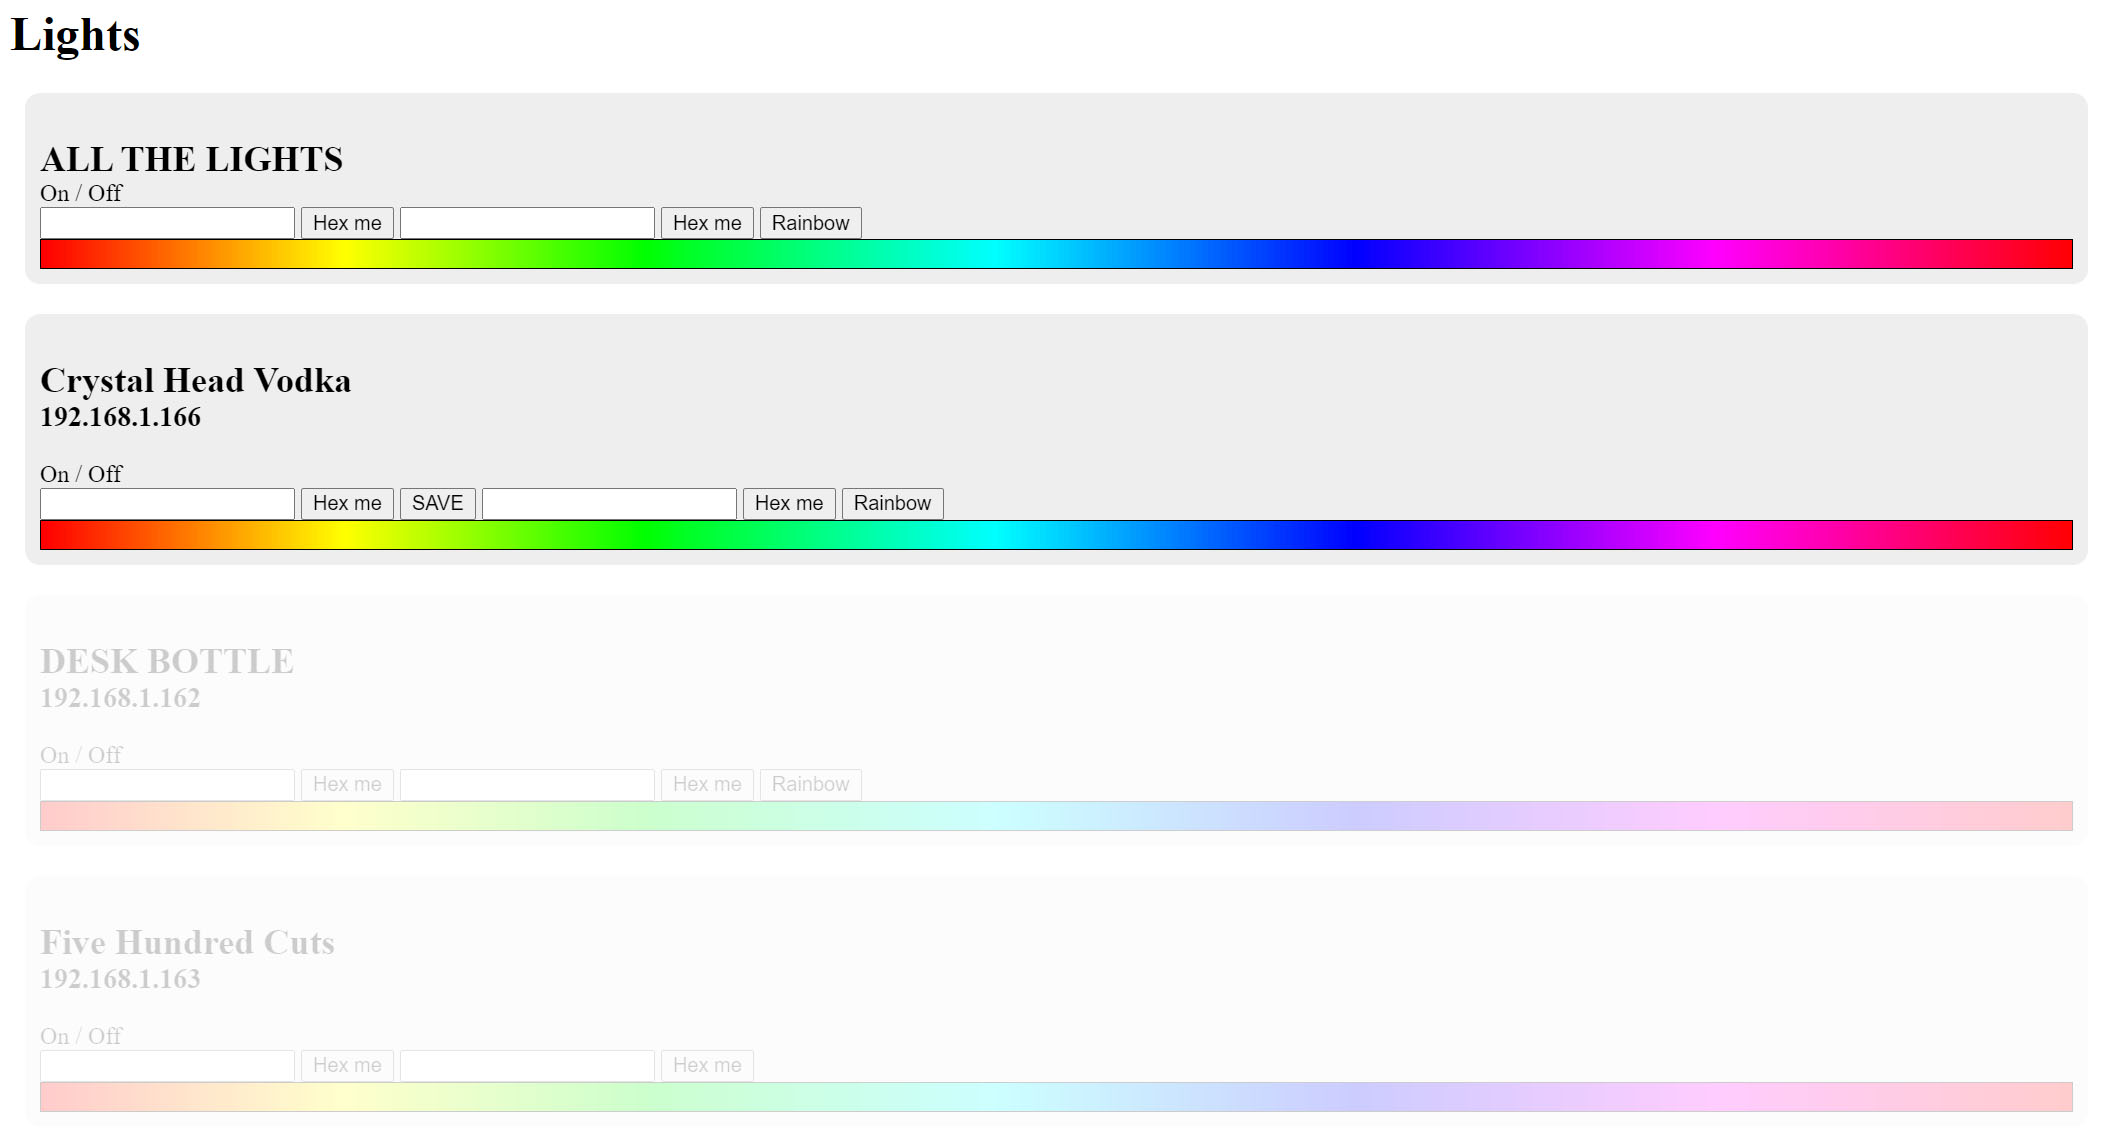 Lights
ALL THE LIGHTS
On / Off
Hex me Hex me Rainbow
Crystal Head Vodka
192.168.1.166
On / Off
Hex me SAVE Hex me Rainbow
DESK BOTTLE
192.168.1.162
On / Off
Hex me Hex me Rainbow
Five Hundred Cuts
192.168.1.163
On / Off
Hex me Hex me